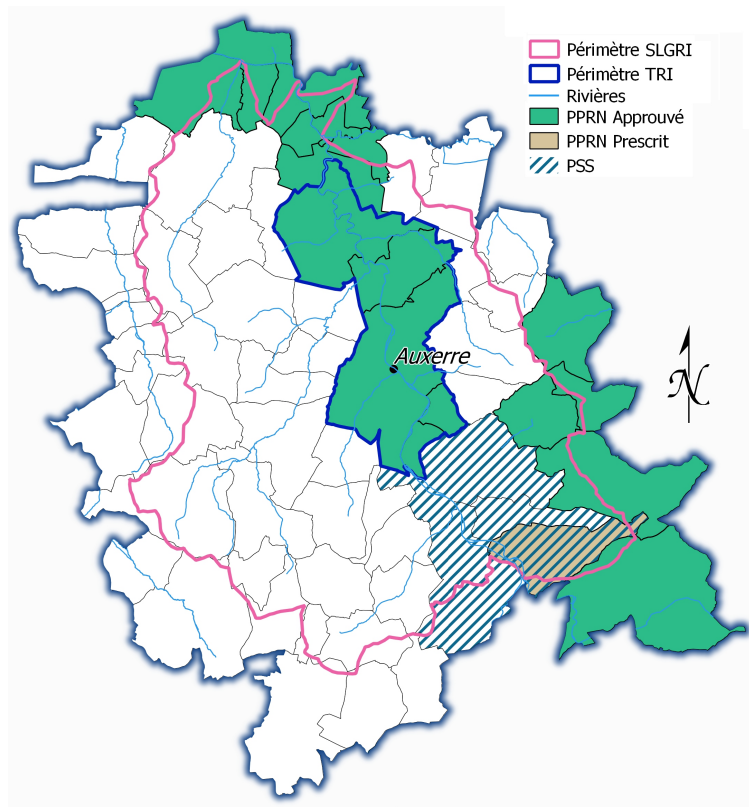 Périmètre SLGRI
Périmètre TRI
Rivières
PPRN Approuvé
PPRN Prescrit
PSS
Auxerre
N